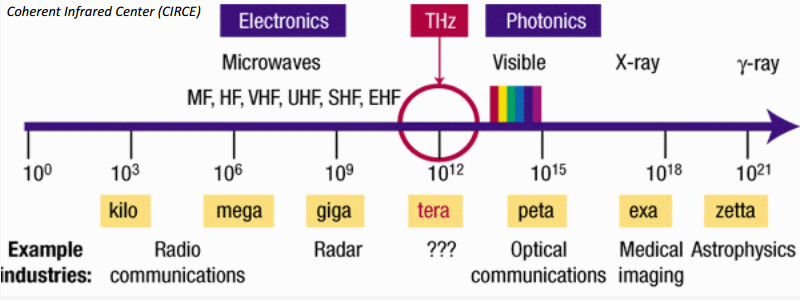 Coherent Infrared Center (CIRCE)
Electronics THz Photonics
Microwaves Visible X-ray γ-ray
MF, HF, VHF, UHF, SHF, EHF
10⁰ 10³ 10⁶ 10⁹ 10¹² 10¹⁵ 10¹⁸ 10²¹
kilo mega giga tera peta exa zetta
Example Radio Radar ??? Optical Medical Astrophysics
industries: communications communications imaging